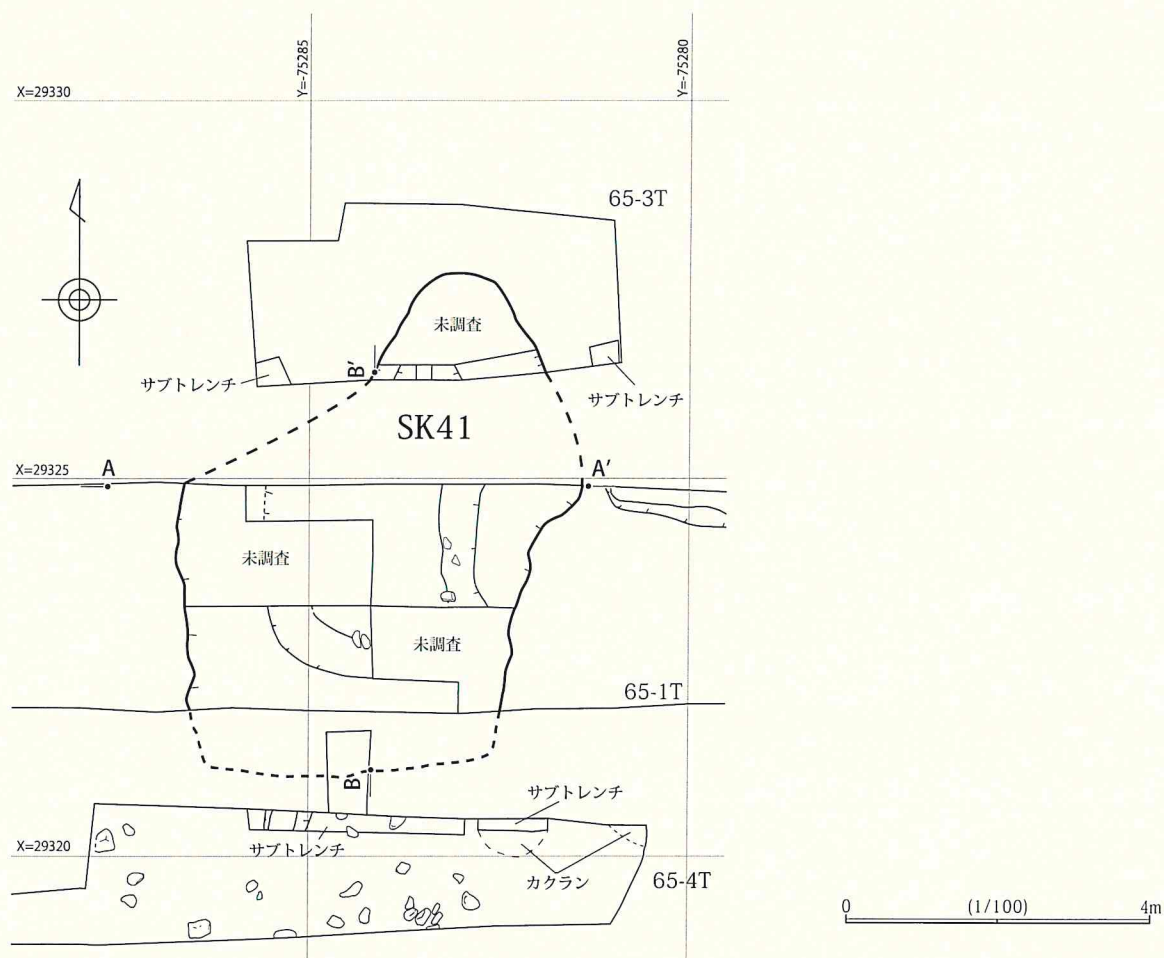 Y=-75285
Y=-75280
X=29330
65-3T
未調査
B'
サブトレンチ
サブトレンチ
SK41
X=29325
A
A'
未調査
未調査
65-1T
B
サブトレンチ
サブトレンチ
X=29320
カクラン
65-4T
0 (1/100) 4m